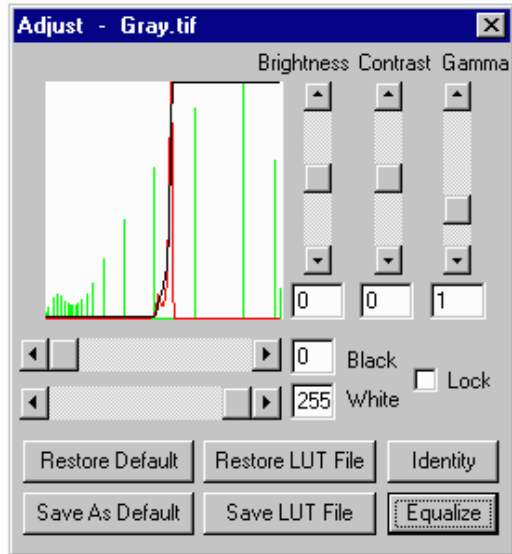 Adjust - Gray.tif
Brightness Contrast Gamma
0 0 1
0 Black
Lock
255 White
Restore Default Restore LUT File Identity
Save As Default Save LUT File Equalize